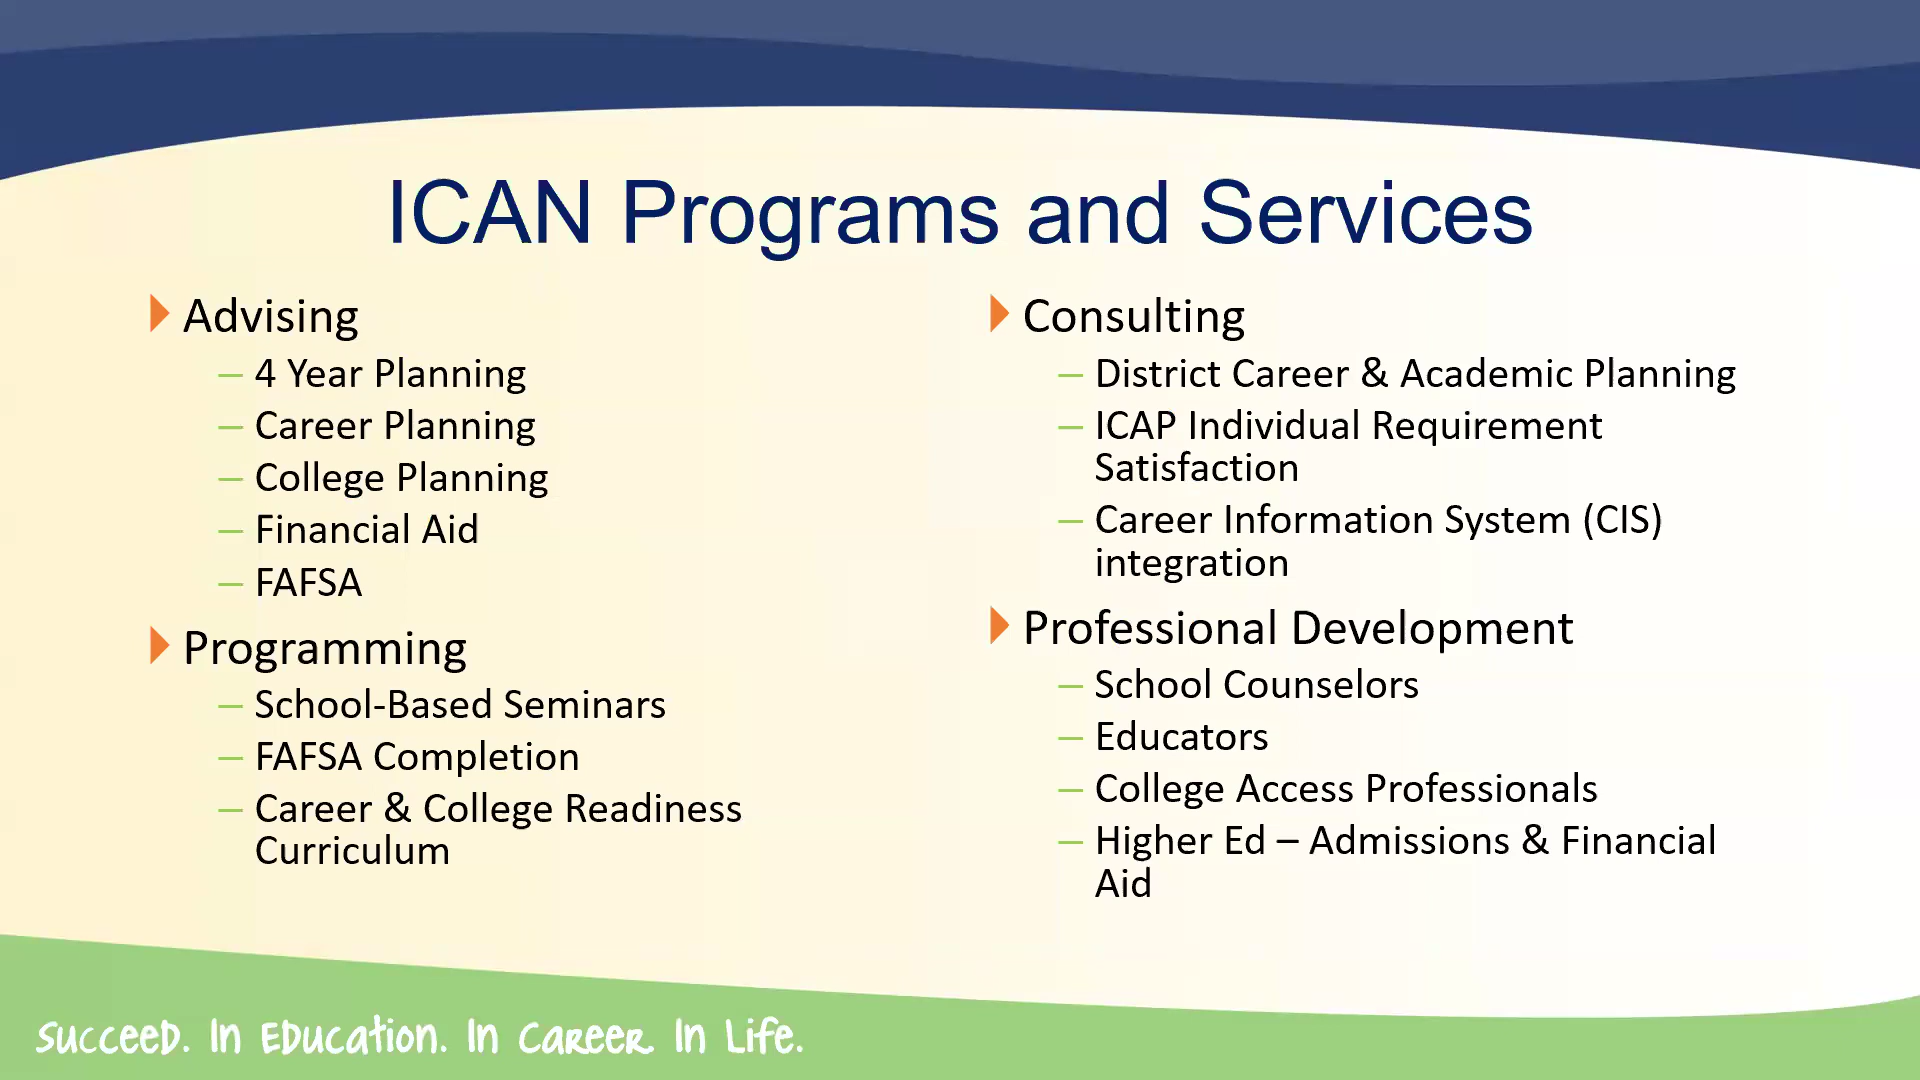 ICAN Programs and Services
Advising
– 4 Year Planning
– Career Planning
– College Planning
– Financial Aid
– FAFSA
Programming
– School-Based Seminars
– FAFSA Completion
– Career & College Readiness
Curriculum
Consulting
– District Career & Academic Planning
– ICAP Individual Requirement
Satisfaction
– Career Information System (CIS)
integration
Professional Development
– School Counselors
– Educators
– College Access Professionals
– Higher Ed – Admissions & Financial
Aid
Succeed. In Education. In Career. In Life.